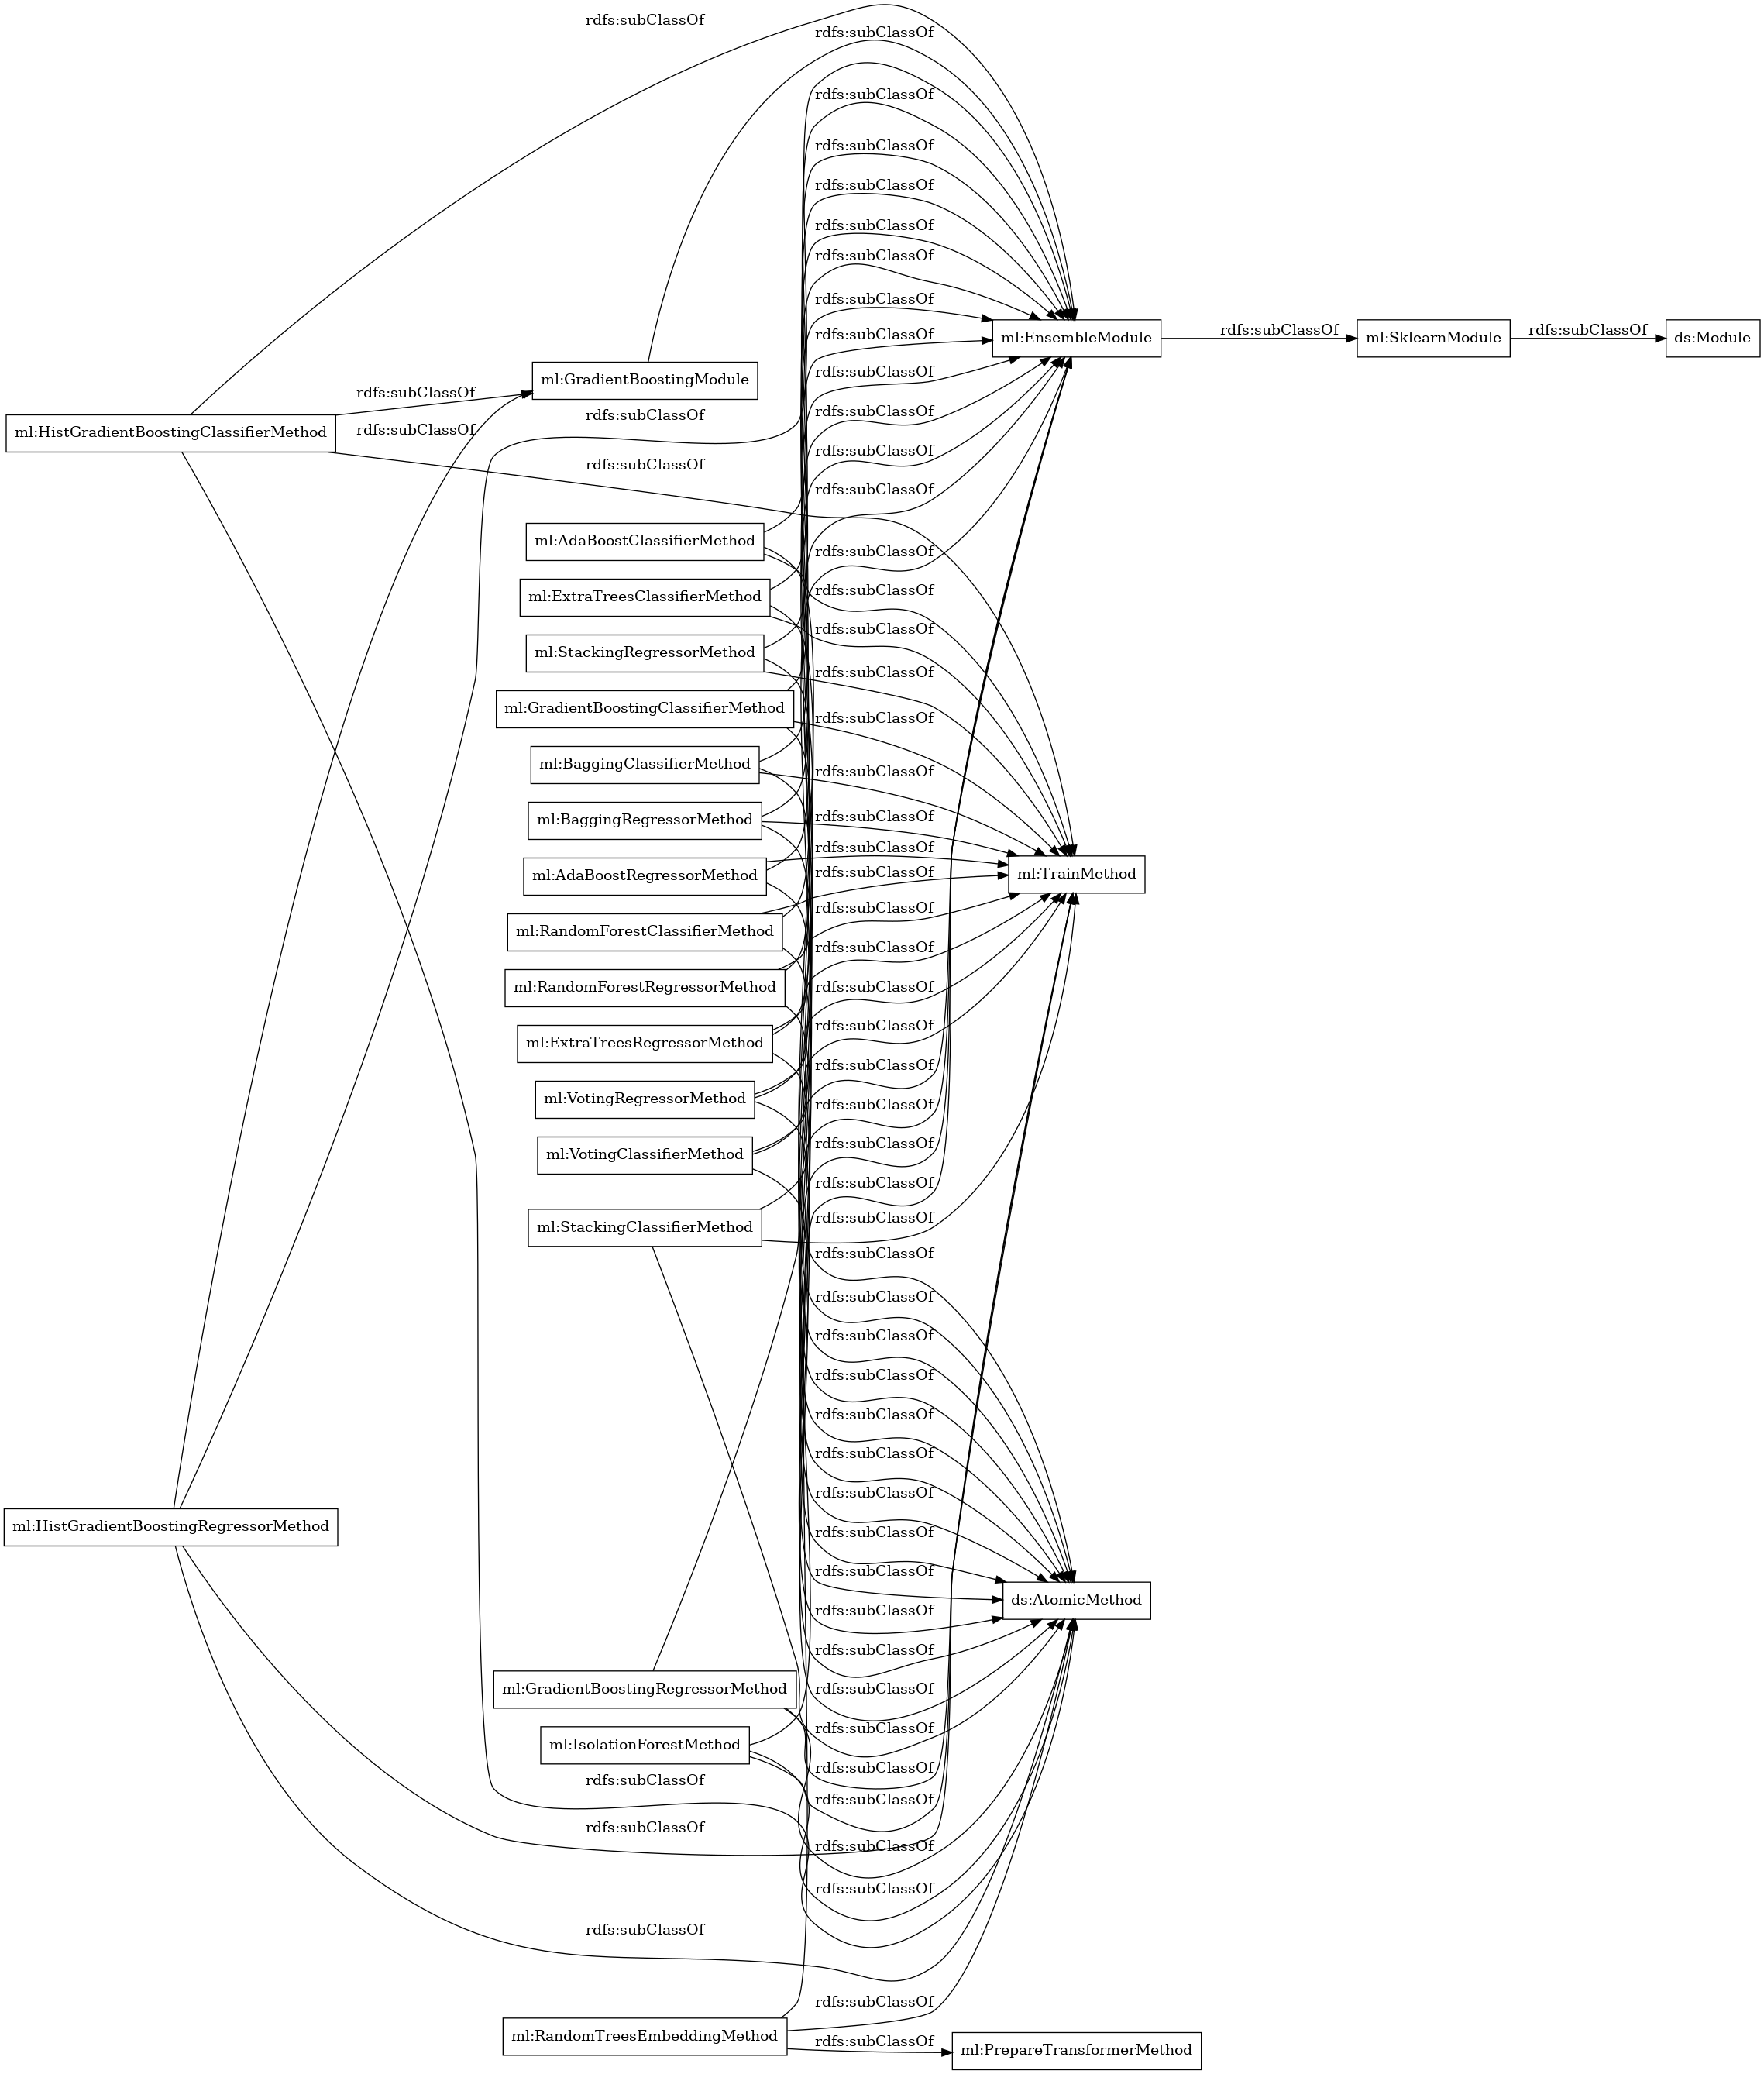 rdfs:subClassOf
rdfs:subClassOf
rdfs:subClassOf
rdfs:subClassOf
rdfs:subClassOf
rdfs:subClassOf
rdfs:subClassOf
rdfs:subClassOf
rdfs:subClassOf
rdfs:subClassOf
rdfs:subClassOf
ml:EnsembleModule
ml:SklearnModule
ds:Module
rdfs:subClassOf
ml:GradientBoostingModule
rdfs:subClassOf
rdfs:subClassOf
rdfs:subClassOf
rdfs:subClassOf
ml:HistGradientBoostingClassifierMethod
rdfs:subClassOf
rdfs:subClassOf
rdfs:subClassOf
ml:AdaBoostClassifierMethod
rdfs:subClassOf
rdfs:subClassOf
ml:ExtraTreesClassifierMethod
rdfs:subClassOf
ml:StackingRegressorMethod
rdfs:subClassOf
ml:GradientBoostingClassifierMethod
rdfs:subClassOf
ml:BaggingClassifierMethod
rdfs:subClassOf
rdfs:subClassOf
ml:BaggingRegressorMethod
rdfs:subClassOf
rdfs:subClassOf
ml:TrainMethod
ml:AdaBoostRegressorMethod
rdfs:subClassOf
ml:RandomForestClassifierMethod
rdfs:subClassOf
rdfs:subClassOf
ml:RandomForestRegressorMethod
rdfs:subClassOf
ml:ExtraTreesRegressorMethod
rdfs:subClassOf
ml:VotingRegressorMethod
rdfs:subClassOf
rdfs:subClassOf
ml:VotingClassifierMethod
rdfs:subClassOf
rdfs:subClassOf
ml:StackingClassifierMethod
rdfs:subClassOf
rdfs:subClassOf
rdfs:subClassOf
rdfs:subClassOf
rdfs:subClassOf
rdfs:subClassOf
rdfs:subClassOf
ml:HistGradientBoostingRegressorMethod
rdfs:subClassOf
rdfs:subClassOf
ds:AtomicMethod
rdfs:subClassOf
rdfs:subClassOf
ml:GradientBoostingRegressorMethod
rdfs:subClassOf
rdfs:subClassOf
ml:IsolationForestMethod
rdfs:subClassOf
rdfs:subClassOf
rdfs:subClassOf
rdfs:subClassOf
rdfs:subClassOf
rdfs:subClassOf
rdfs:subClassOf
rdfs:subClassOf
ml:RandomTreesEmbeddingMethod
rdfs:subClassOf
ml:PrepareTransformerMethod